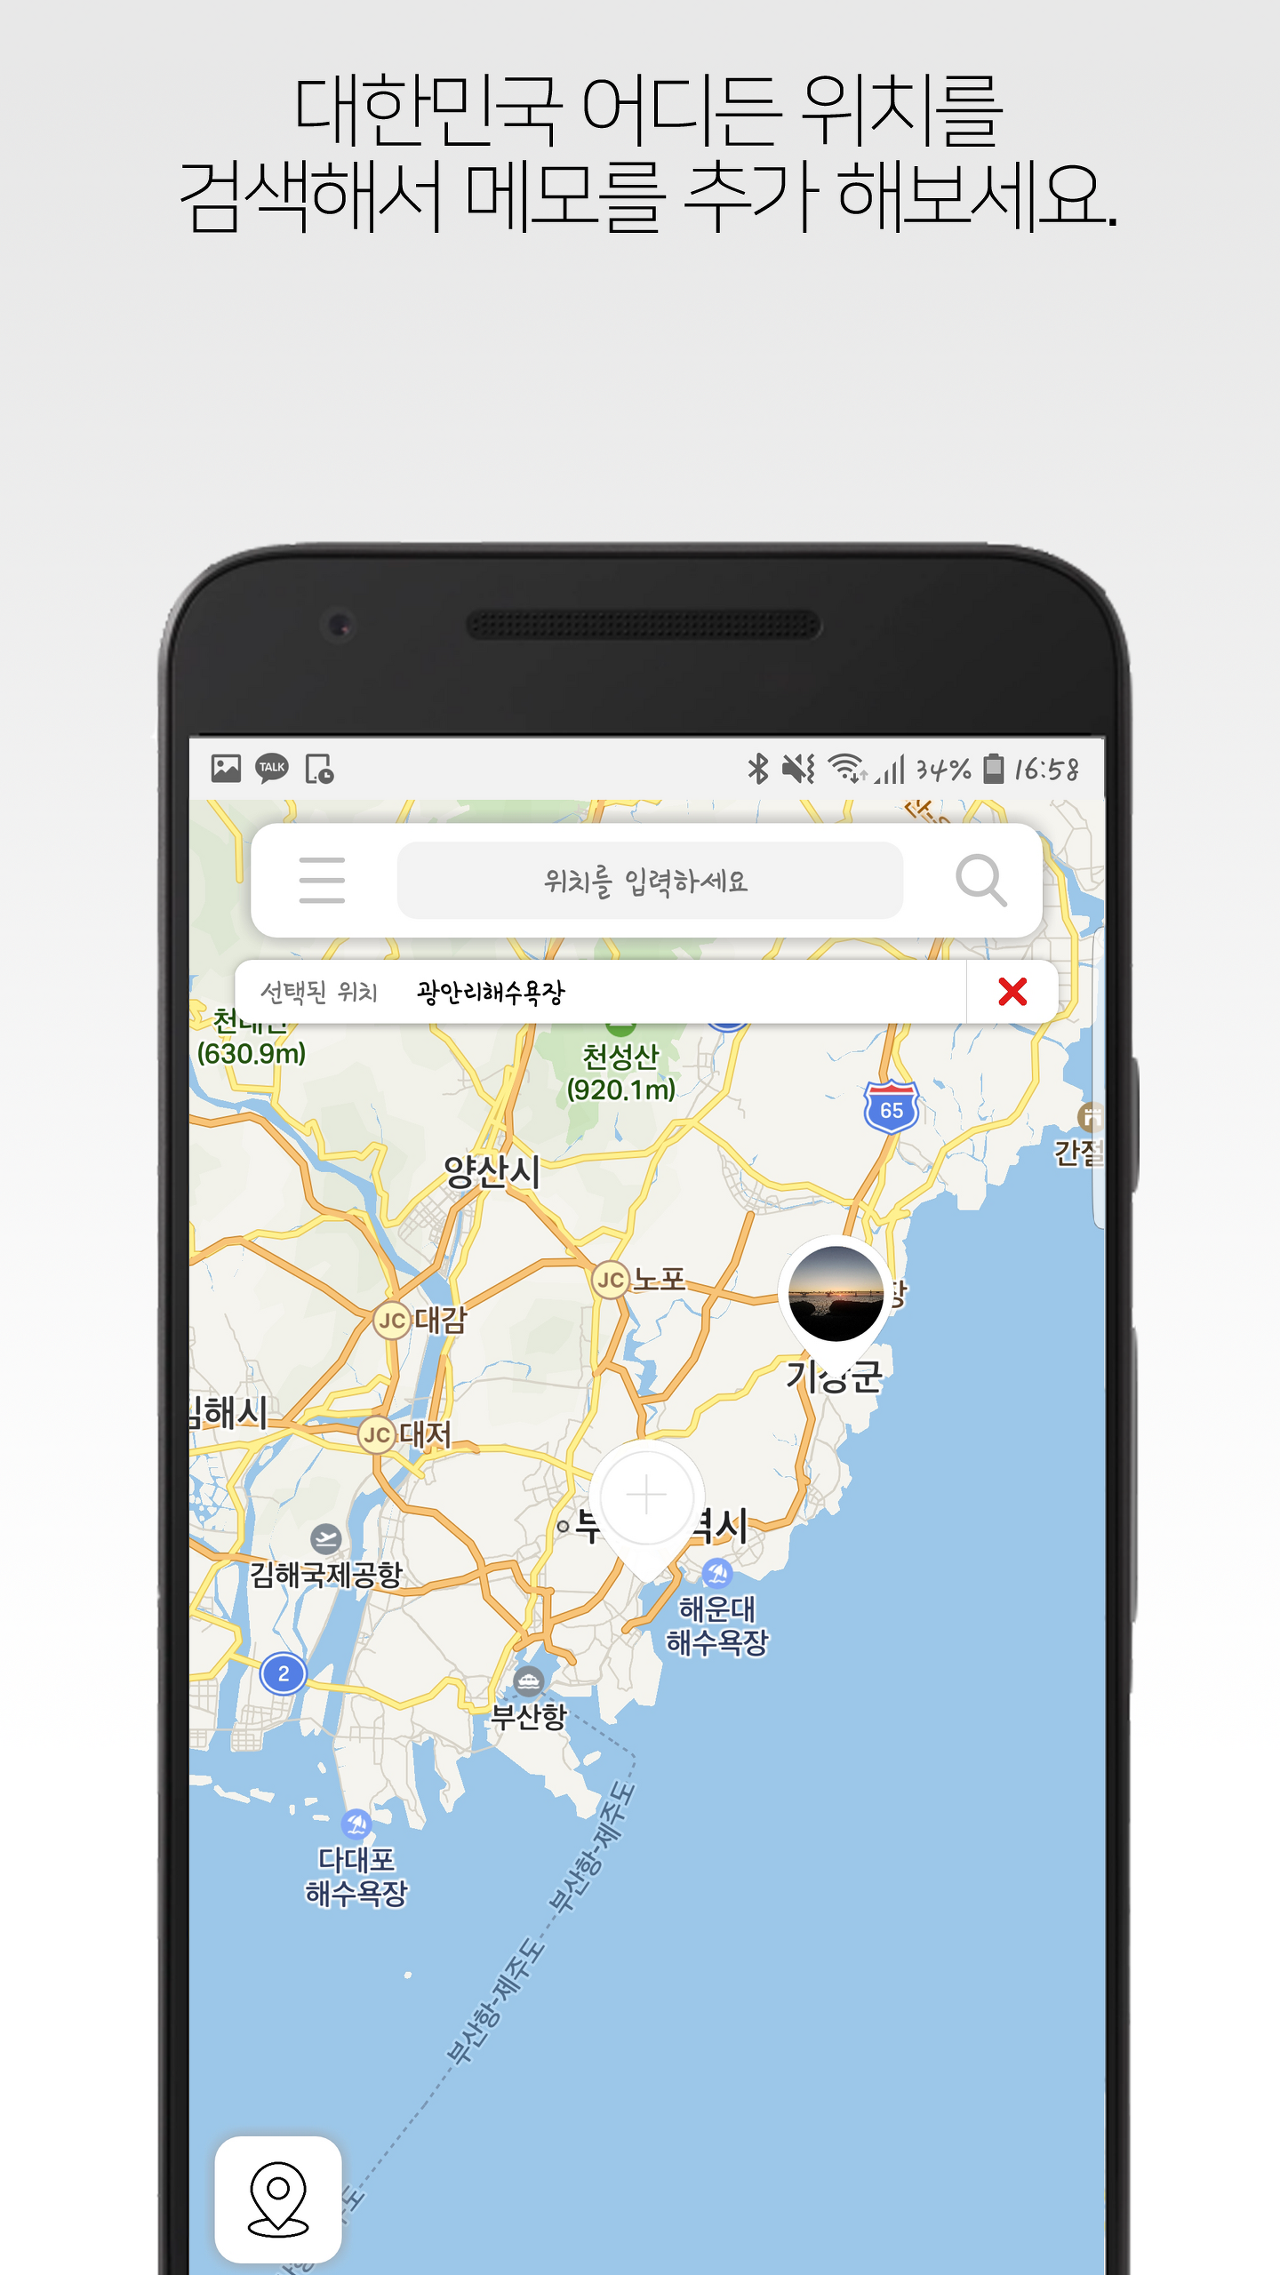 대한민국 어디든 위치를
검색해서 메모를 추가 해보세요.
TALK
34% 16:58
위치를 입력하세요
선택된 위치 광안리해수욕장
(630.9m)
천성산
(920.1m)
65
간절
양산시
JC 노포
JC 대감
기장군
김해시
JC 대저
해운대
해수욕장
김해국제공항
2
부산항
다대포
해수욕장
부산항-제주도
부산항-제주도